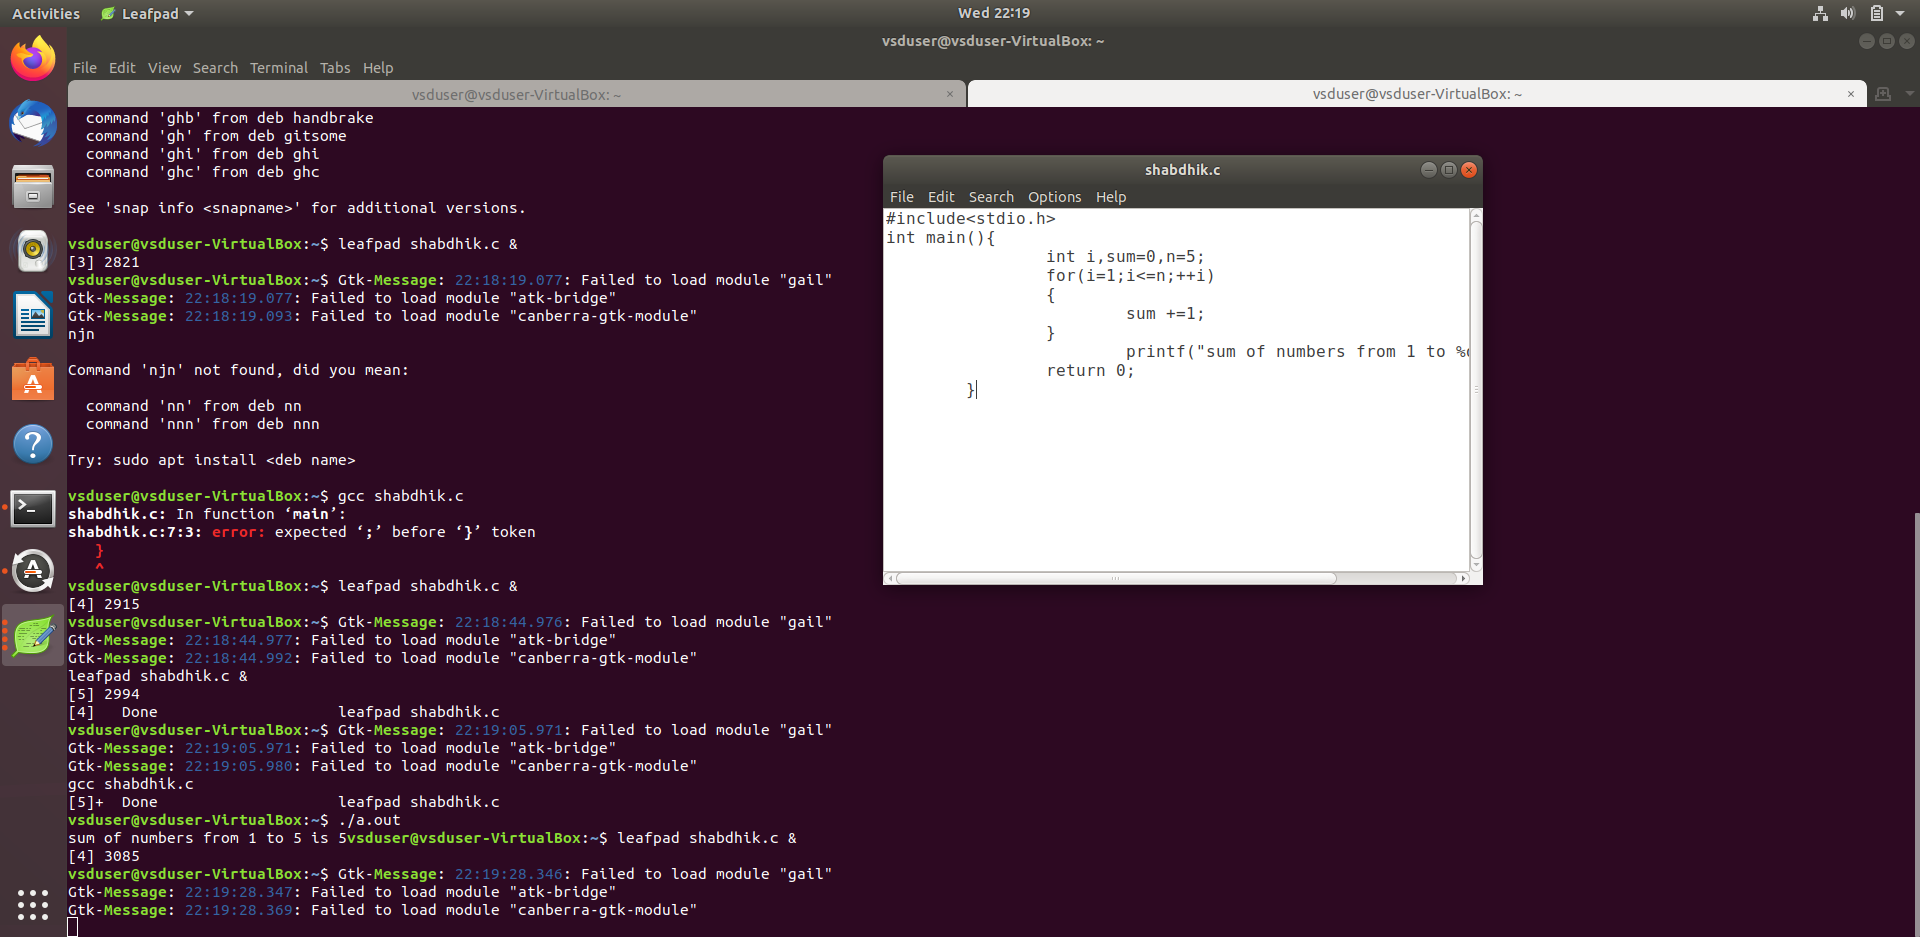 Activities Leafpad Wed 22:19
vsduser@vsduser-VirtualBox: ~
File Edit View Search Terminal Tabs Help
vsduser@vsduser-VirtualBox: ~ × vsduser@vsduser-VirtualBox: ~ ×
command 'ghb' from deb handbrake
command 'gh' from deb gitsome
command 'ghi' from deb ghi
command 'ghc' from deb ghc
See 'snap info <snapname>' for additional versions.
vsduser@vsduser-VirtualBox:~$ leafpad shabdhik.c &
[3] 2821
vsduser@vsduser-VirtualBox:~$ Gtk-Message: 22:18:19.077: Failed to load module "gail"
Gtk-Message: 22:18:19.077: Failed to load module "atk-bridge"
Gtk-Message: 22:18:19.093: Failed to load module "canberra-gtk-module"
njn
Command 'njn' not found, did you mean:
command 'nn' from deb nn
command 'nnn' from deb nnn
Try: sudo apt install <deb name>
vsduser@vsduser-VirtualBox:~$ gcc shabdhik.c
shabdhik.c: In function ‘main’:
shabdhik.c:7:3: error: expected ‘;’ before ‘}’ token
}
^
vsduser@vsduser-VirtualBox:~$ leafpad shabdhik.c &
[4] 2915
vsduser@vsduser-VirtualBox:~$ Gtk-Message: 22:18:44.976: Failed to load module "gail"
Gtk-Message: 22:18:44.977: Failed to load module "atk-bridge"
Gtk-Message: 22:18:44.992: Failed to load module "canberra-gtk-module"
leafpad shabdhik.c &
[5] 2994
[4] Done leafpad shabdhik.c
vsduser@vsduser-VirtualBox:~$ Gtk-Message: 22:19:05.971: Failed to load module "gail"
Gtk-Message: 22:19:05.971: Failed to load module "atk-bridge"
Gtk-Message: 22:19:05.980: Failed to load module "canberra-gtk-module"
gcc shabdhik.c
[5]+ Done leafpad shabdhik.c
vsduser@vsduser-VirtualBox:~$ ./a.out
sum of numbers from 1 to 5 is 5vsduser@vsduser-VirtualBox:~$ leafpad shabdhik.c &
[4] 3085
vsduser@vsduser-VirtualBox:~$ Gtk-Message: 22:19:28.346: Failed to load module "gail"
Gtk-Message: 22:19:28.347: Failed to load module "atk-bridge"
Gtk-Message: 22:19:28.369: Failed to load module "canberra-gtk-module"
shabdhik.c
File Edit Search Options Help
#include<stdio.h>
int main(){
int i,sum=0,n=5;
for(i=1;i<=n;++i)
{
sum +=1;
}
printf("sum of numbers from 1 to %
return 0;
}